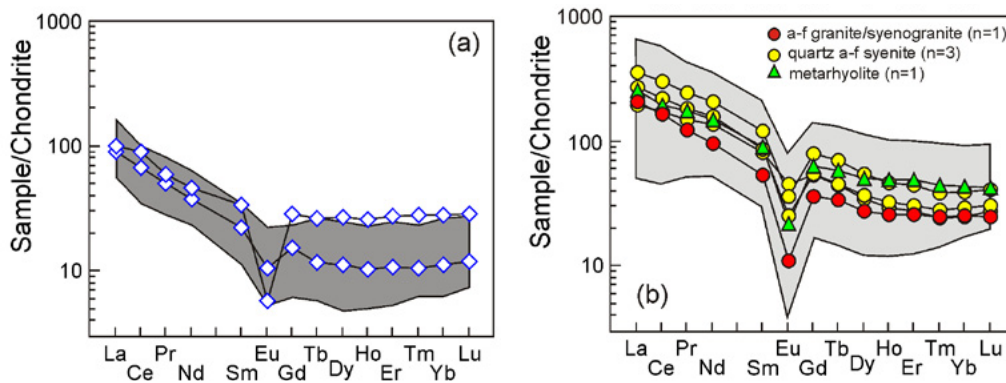 1000
100
10
Sample/Chondrite
(a)
La Pr Eu Tb Ho Tm Lu
Ce Nd Sm Gd Dy Er Yb
1000
100
10
Sample/Chondrite
a-f granite/syenogranite (n=1)
quartz a-f syenite (n=3)
metarhyolite (n=1)
(b)
La Pr Eu Tb Ho Tm Lu
Ce Nd Sm Gd Dy Er Yb